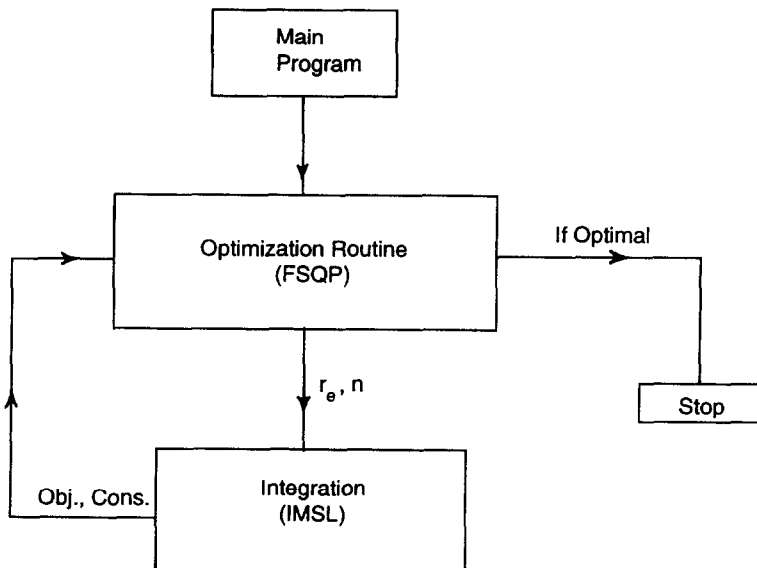 Main
Program
Optimization Routine
(FSQP)
If Optimal
r_e, n
Stop
Obj., Cons.
Integration
(IMSL)